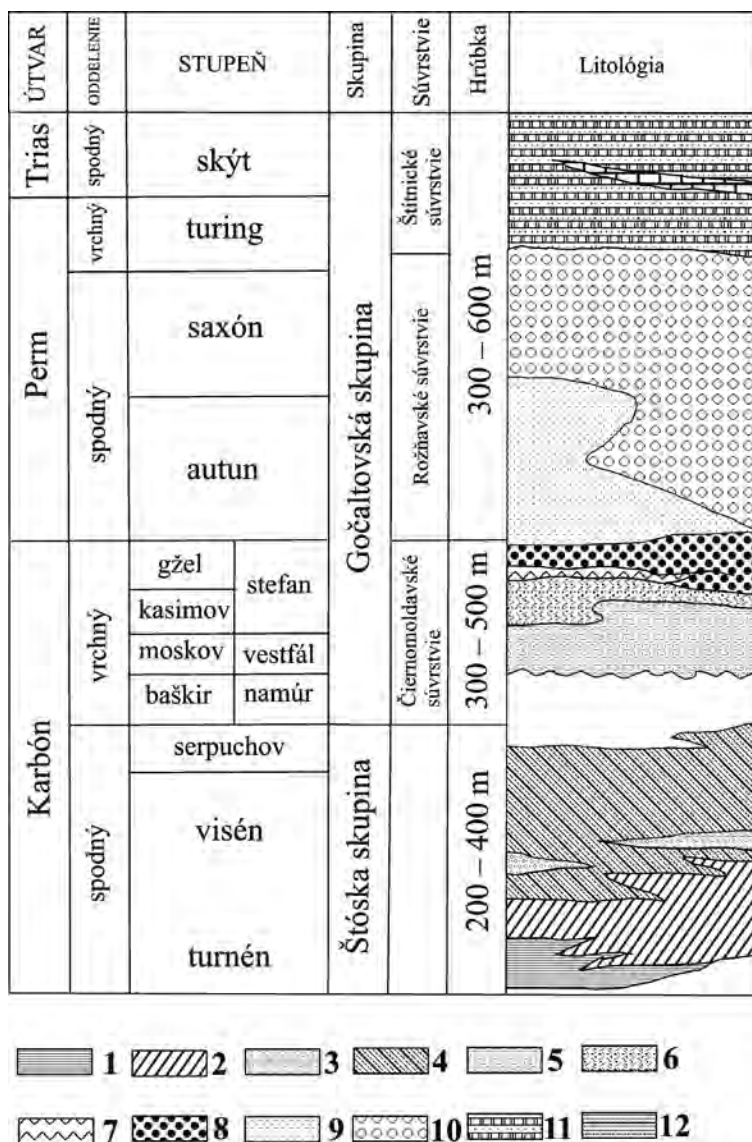 ÚTVAR
ODDELENIE
STUPEŇ
Skupina
Súvrstvie
Hrúbka
Litológia
Trias
spodný
skýt
Štítnické
súvrstvie
vrchný
turing
Perm
spodný
saxón
autun
Gočaltovská skupina
Rožňavské súvrstvie
300 – 600 m
Karbón
vrchný
gžel
stefan
kasimov
moskov
vestfál
baškir
namúr
Čiernomoldavské
súvrstvie
300 – 500 m
spodný
serpuchov
visén
turnén
Štóska skupina
200 – 400 m
1 2 3 4 5 6
7 8 9 10 11 12